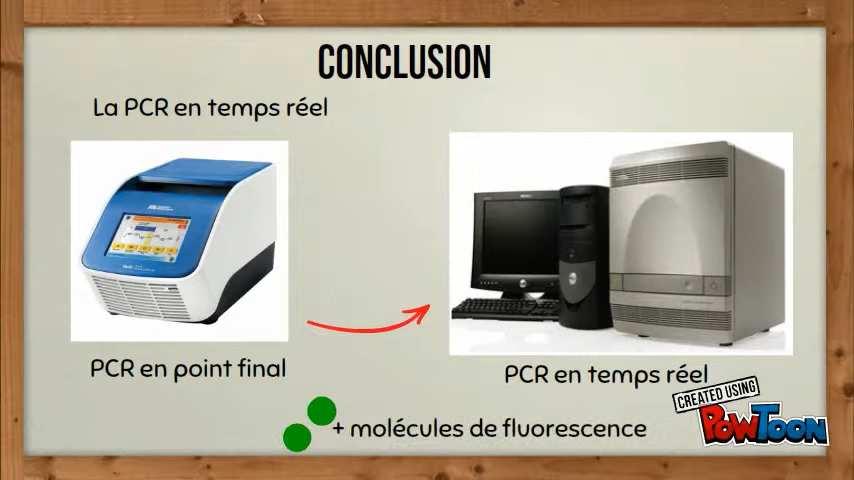 CONCLUSION
La PCR en temps réel
PCR en point final
PCR en temps réel
+ molécules de fluorescence
CREATED USING
POWTOON